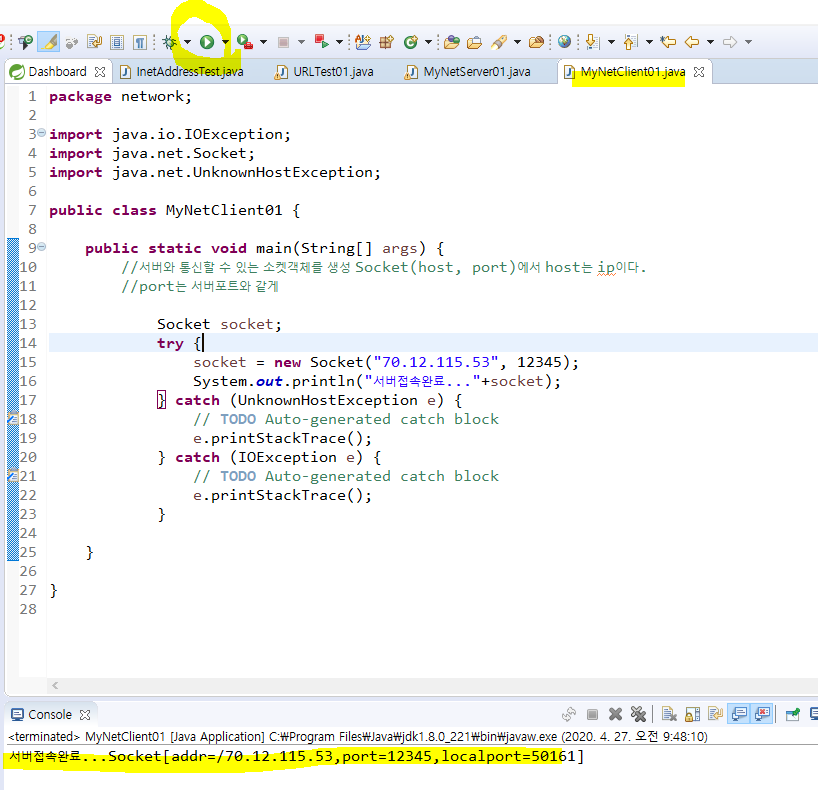 Dashboard InetAddressTest.java URLTest01.java MyNetServer01.java MyNetClient01.java
1 package network;
2
3 import java.io.IOException;
4 import java.net.Socket;
5 import java.net.UnknownHostException;
6
7 public class MyNetClient01 {
8
9 public static void main(String[] args) {
10 //서버와 통신할 수 있는 소켓객체를 생성 Socket(host, port)에서 host는 ip이다.
11 //port는 서버포트와 같게
12
13 Socket socket;
14 try {
15 socket = new Socket("70.12.115.53", 12345);
16 System.out.println("서버접속완료..."+socket);
17 } catch (UnknownHostException e) {
18 // TODO Auto-generated catch block
19 e.printStackTrace();
20 } catch (IOException e) {
21 // TODO Auto-generated catch block
22 e.printStackTrace();
23 }
24
25 }
26
27 }
28
Console
<terminated> MyNetClient01 [Java Application] C:₩Program Files₩Java₩jdk1.8.0_221₩bin₩javaw.exe (2020. 4. 27. 오전 9:48:10)
서버접속완료...Socket[addr=/70.12.115.53,port=12345,localport=50161]